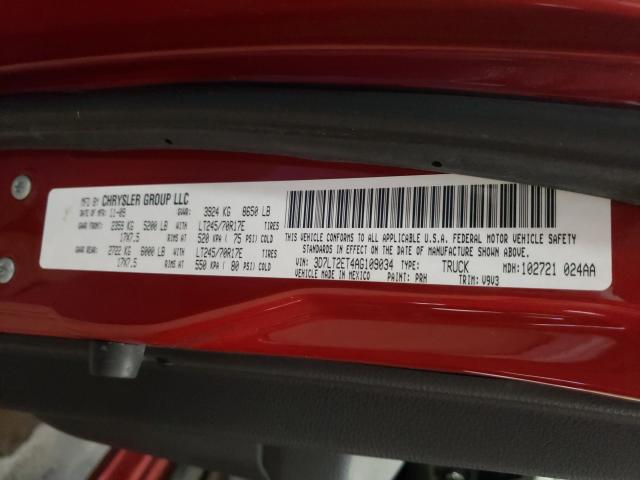 MFD BY CHRYSLER GROUP LLC
DATE OF MFR 11-09 GVWR: 3924 KG 8650 LB
GAWR FRONT: 2359 KG 5200 LB WITH LT245/70R17E TIRES
17X7.5 RIMS AT 520 KPA ( 75 PSI) COLD
GAWR REAR: 2722 KG 6000 LB WITH LT245/70R17E TIRES
17X7.5 RIMS AT 550 KPA ( 80 PSI) COLD
THIS VEHICLE CONFORMS TO ALL APPLICABLE U.S.A. FEDERAL MOTOR VEHICLE SAFETY
STANDARDS IN EFFECT ON THE DATE OF MANUFACTURE SHOWN ABOVE.
VIN: 3D7LT2ET4AG109034 TYPE: TRUCK MDH: 102721 024AA
VEHICLE MADE IN MEXICO PAINT: PRH TRIM: V9V3